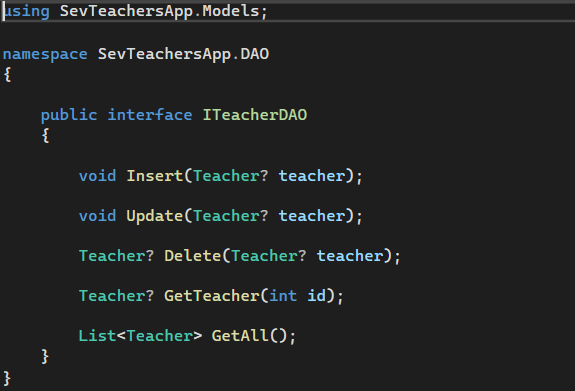 using SevTeachersApp.Models;
namespace SevTeachersApp.DAO
{
public interface ITeacherDAO
{
void Insert(Teacher? teacher);
void Update(Teacher? teacher);
Teacher? Delete(Teacher? teacher);
Teacher? GetTeacher(int id);
List<Teacher> GetAll();
}
}